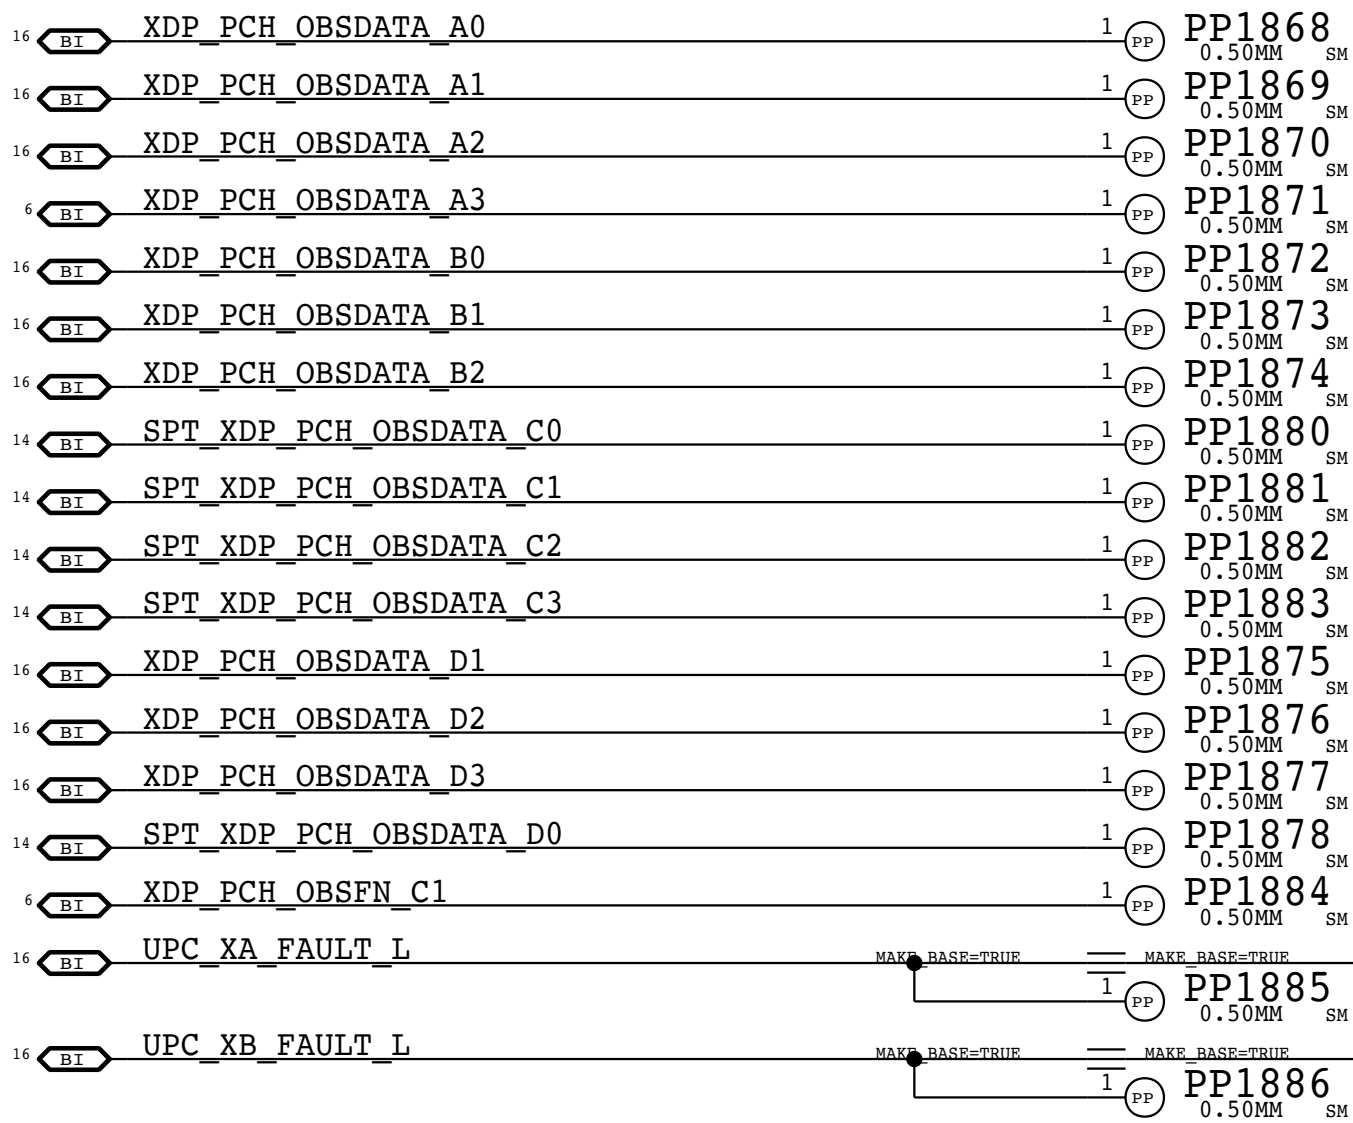 16 BI XDP_PCH_OBSDATA_A0 1 PP PP1868
0.50MM SM
16 BI XDP_PCH_OBSDATA_A1 1 PP PP1869
0.50MM SM
16 BI XDP_PCH_OBSDATA_A2 1 PP PP1870
0.50MM SM
6 BI XDP_PCH_OBSDATA_A3 1 PP PP1871
0.50MM SM
16 BI XDP_PCH_OBSDATA_B0 1 PP PP1872
0.50MM SM
16 BI XDP_PCH_OBSDATA_B1 1 PP PP1873
0.50MM SM
16 BI XDP_PCH_OBSDATA_B2 1 PP PP1874
0.50MM SM
14 BI SPT_XDP_PCH_OBSDATA_C0 1 PP PP1880
0.50MM SM
14 BI SPT_XDP_PCH_OBSDATA_C1 1 PP PP1881
0.50MM SM
14 BI SPT_XDP_PCH_OBSDATA_C2 1 PP PP1882
0.50MM SM
14 BI SPT_XDP_PCH_OBSDATA_C3 1 PP PP1883
0.50MM SM
16 BI XDP_PCH_OBSDATA_D1 1 PP PP1875
0.50MM SM
16 BI XDP_PCH_OBSDATA_D2 1 PP PP1876
0.50MM SM
16 BI XDP_PCH_OBSDATA_D3 1 PP PP1877
0.50MM SM
14 BI SPT_XDP_PCH_OBSDATA_D0 1 PP PP1878
0.50MM SM
6 BI XDP_PCH_OBSFN_C1 1 PP PP1884
0.50MM SM
16 BI UPC_XA_FAULT_L MAKE_BASE=TRUE MAKE_BASE=TRUE
1 PP PP1885
0.50MM SM
16 BI UPC_XB_FAULT_L MAKE_BASE=TRUE MAKE_BASE=TRUE
1 PP PP1886
0.50MM SM